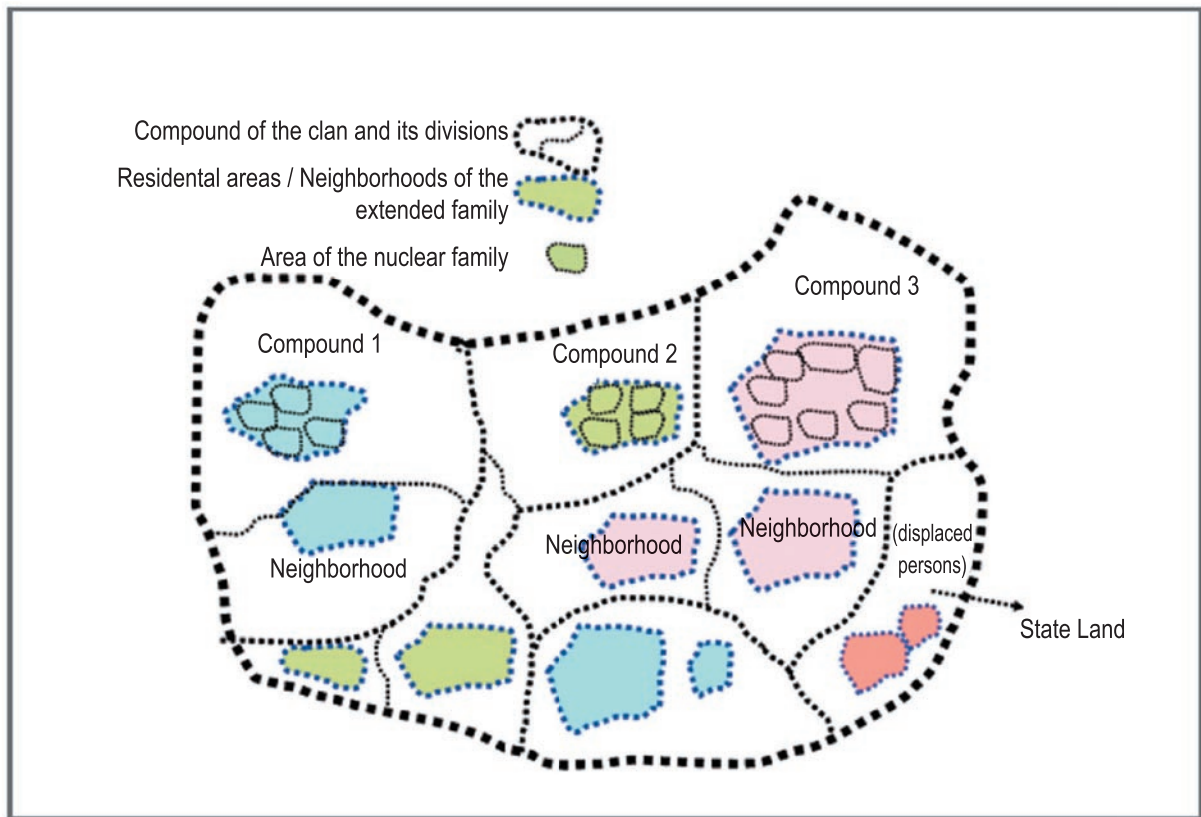 Compound of the clan and its divisions
Residental areas / Neighborhoods of the
extended family
Area of the nuclear family
Compound 3
Compound 1
Compound 2
Neighborhood
Neighborhood
(displaced
persons)
Neighborhood
State Land